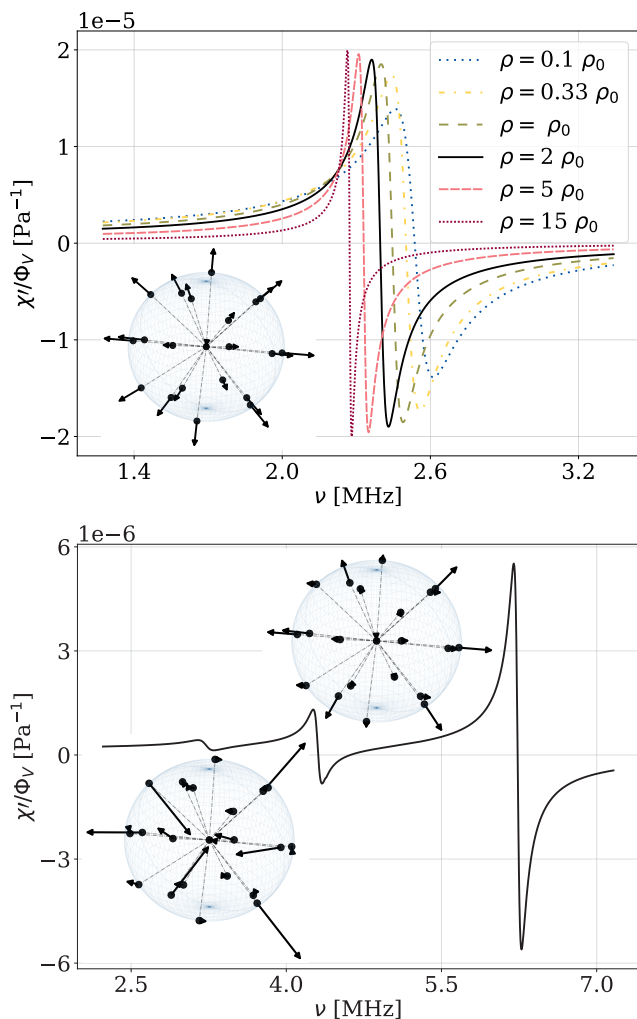 1e−5
2
1
0
−1
−2
χ′/Φ_V [Pa⁻¹]
ρ = 0.1 ρ₀
ρ = 0.33 ρ₀
ρ = ρ₀
ρ = 2 ρ₀
ρ = 5 ρ₀
ρ = 15 ρ₀
1.4 2.0 2.6 3.2
ν [MHz]
1e−6
6
3
0
−3
−6
χ′/Φ_V [Pa⁻¹]
2.5 4.0 5.5 7.0
ν [MHz]